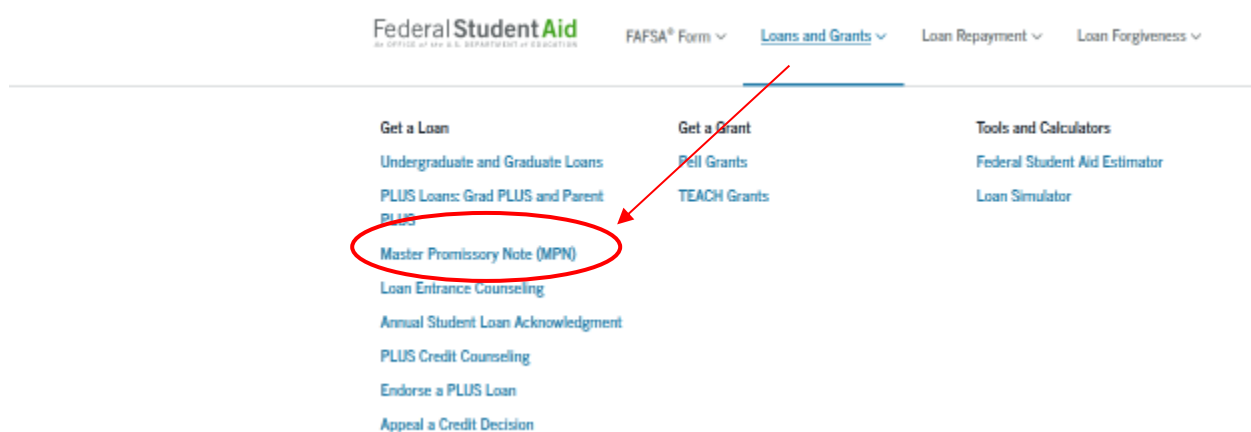 Federal Student Aid
An OFFICE of the U.S. DEPARTMENT of EDUCATION
FAFSA® Form
Loans and Grants
Loan Repayment
Loan Forgiveness
Get a Loan
Undergraduate and Graduate Loans
PLUS Loans: Grad PLUS and Parent
PLUS
Master Promissory Note (MPN)
Loan Entrance Counseling
Annual Student Loan Acknowledgment
PLUS Credit Counseling
Endorse a PLUS Loan
Appeal a Credit Decision
Get a Grant
Pell Grants
TEACH Grants
Tools and Calculators
Federal Student Aid Estimator
Loan Simulator